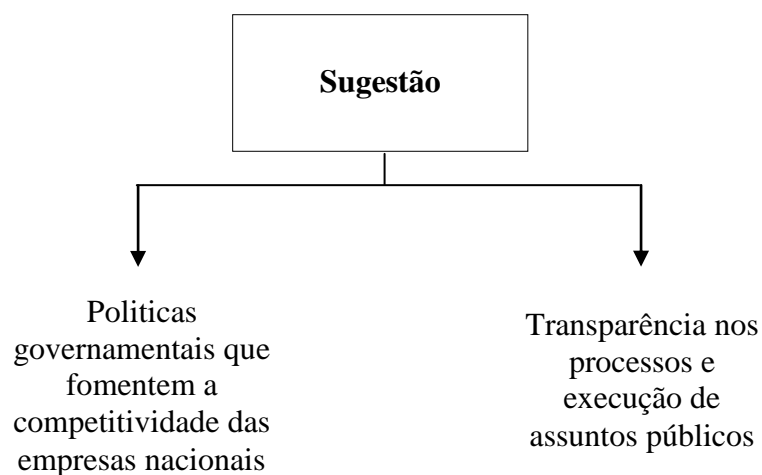 Sugestão
Politicas
governamentais que
fomentem a
competitividade das
empresas nacionais
Transparência nos
processos e
execução de
assuntos públicos